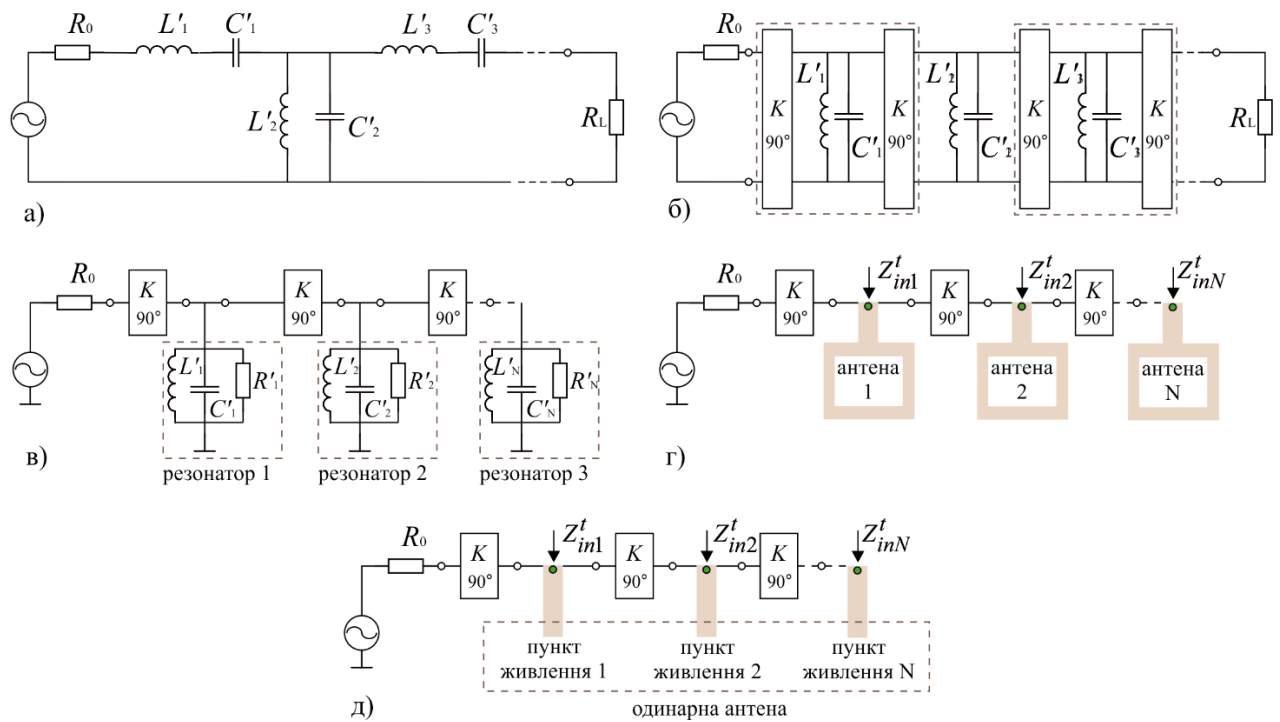 R₀ L'₁ C'₁ L'₃ C'₃
L'₂ C'₂ R_L
а)
R₀ L'₁ L'₂ L'₃
K 90° K 90° K 90° K 90°
C'₁ C'₂ C'₃ R_L
б)
R₀ K 90° K 90° K 90°
L'₁ R'₁ L'₂ R'₂ L'_N R'_N
C'₁ C'₂ C'_N
в) резонатор 1 резонатор 2 резонатор 3
R₀ K 90° Z^t_in1 K 90° Z^t_in2 K 90° Z^t_inN
антена антена антена
1 2 N
г)
R₀ K 90° Z^t_in1 K 90° Z^t_in2 K 90° Z^t_inN
пункт пункт пункт
живлення 1 живлення 2 живлення N
д) одинарна антена